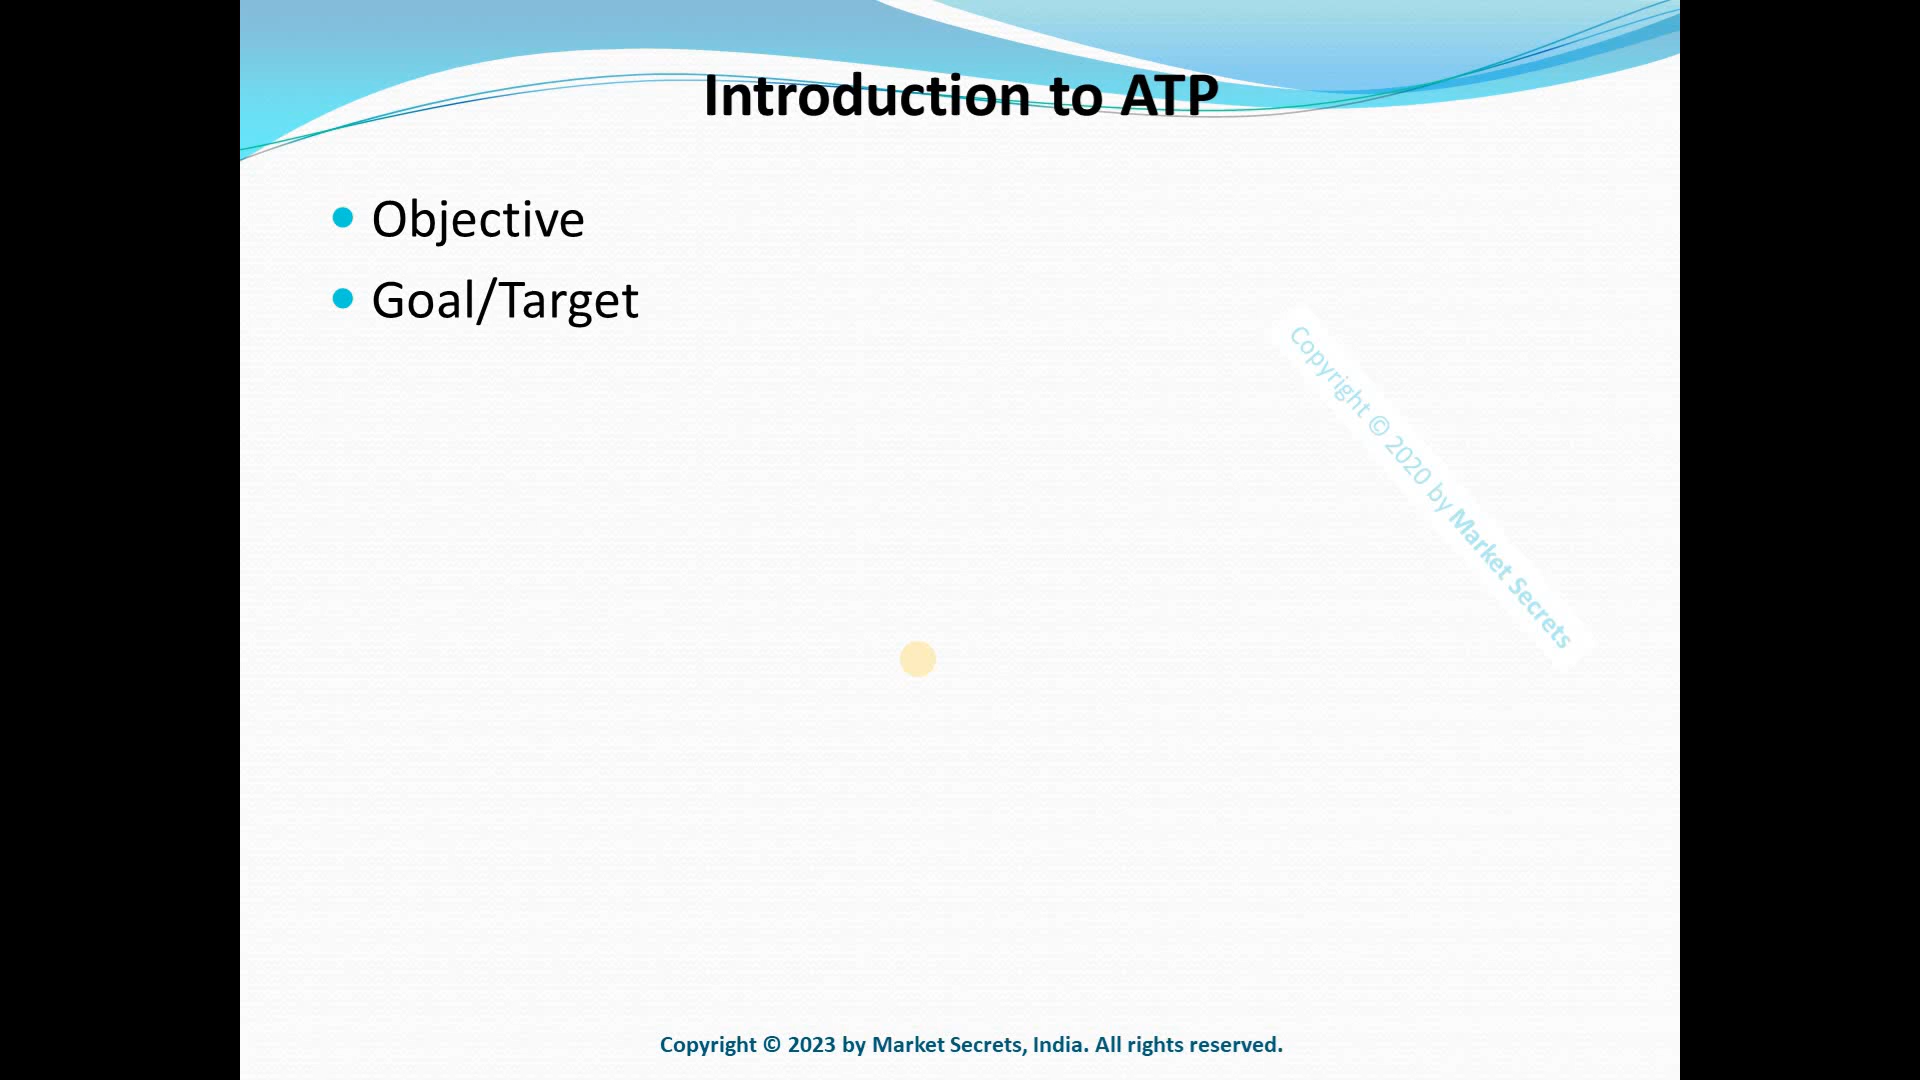 Introduction to ATP
Objective
Goal/Target
Copyright © 2020 by Market Secrets
Copyright © 2023 by Market Secrets, India. All rights reserved.